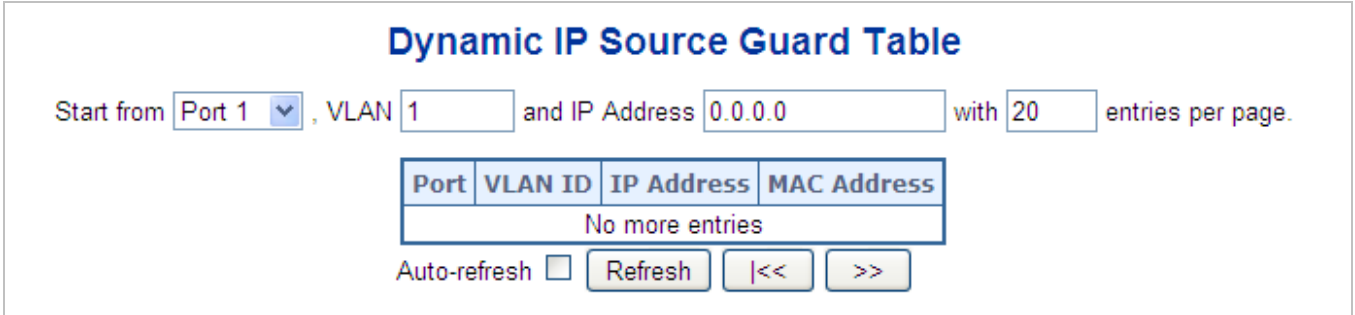 Dynamic IP Source Guard Table
Start from Port 1 , VLAN 1 and IP Address 0.0.0.0 with 20 entries per page.
Port VLAN ID IP Address MAC Address
No more entries
Auto-refresh Refresh |<< >>